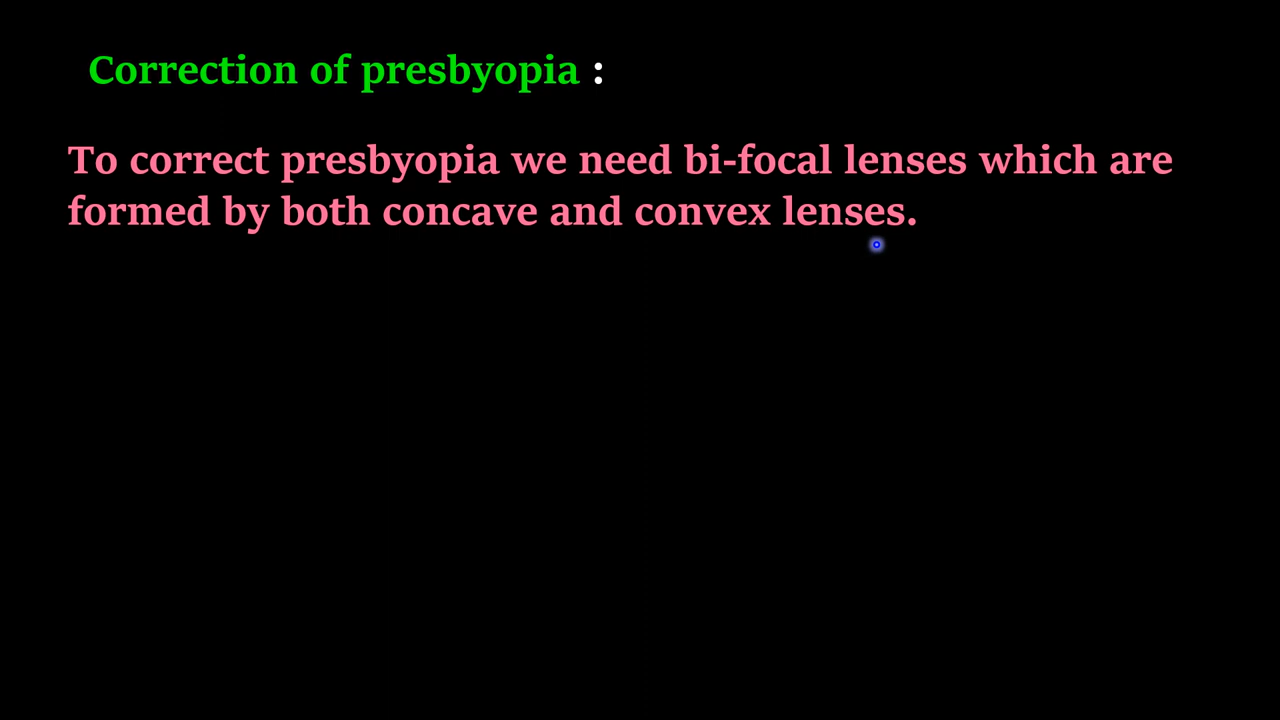 Correction of presbyopia :
To correct presbyopia we need bi-focal lenses which are
formed by both concave and convex lenses.